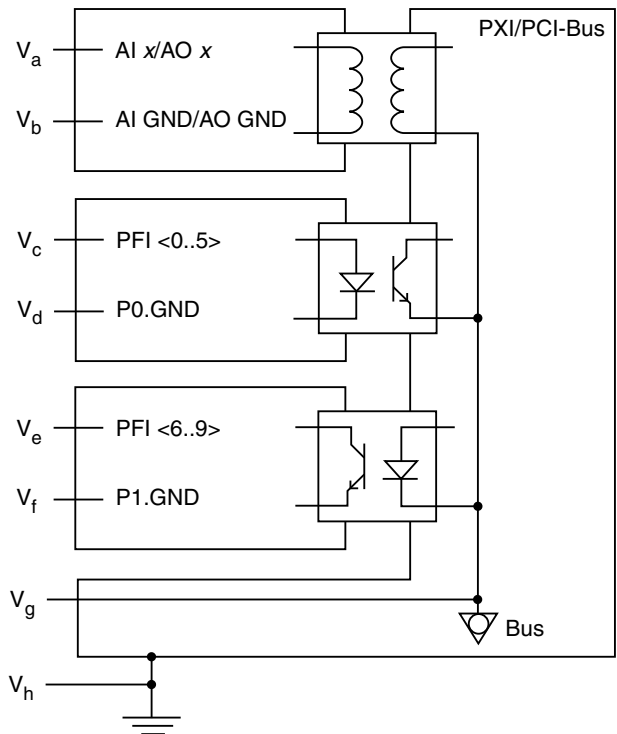 PXI/PCI-Bus
Va AI x/AO x
Vb AI GND/AO GND
Vc PFI <0..5>
Vd P0.GND
Ve PFI <6..9>
Vf P1.GND
Vg
Bus
Vh